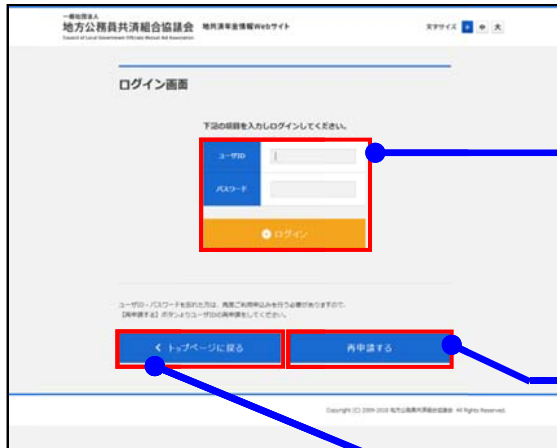 一般社団法人
地方公務員共済組合協議会 地共済年金情報Webサイト 文字サイズ 小 中 大
Council of Local Government Officials Mutual Aid Association
ログイン画面
下記の項目を入力しログインしてください。
ユーザID
パスワード
ログイン
ユーザID・パスワードを忘れた方は、再度ご利用申込みを行う必要がありますので、
【再申請する】ボタンよりユーザIDの再申請をしてください。
トップページに戻る 再申請する
Copyright (C) 2009-2018 地方公務員共済組合協議会 All Rights Reserved.